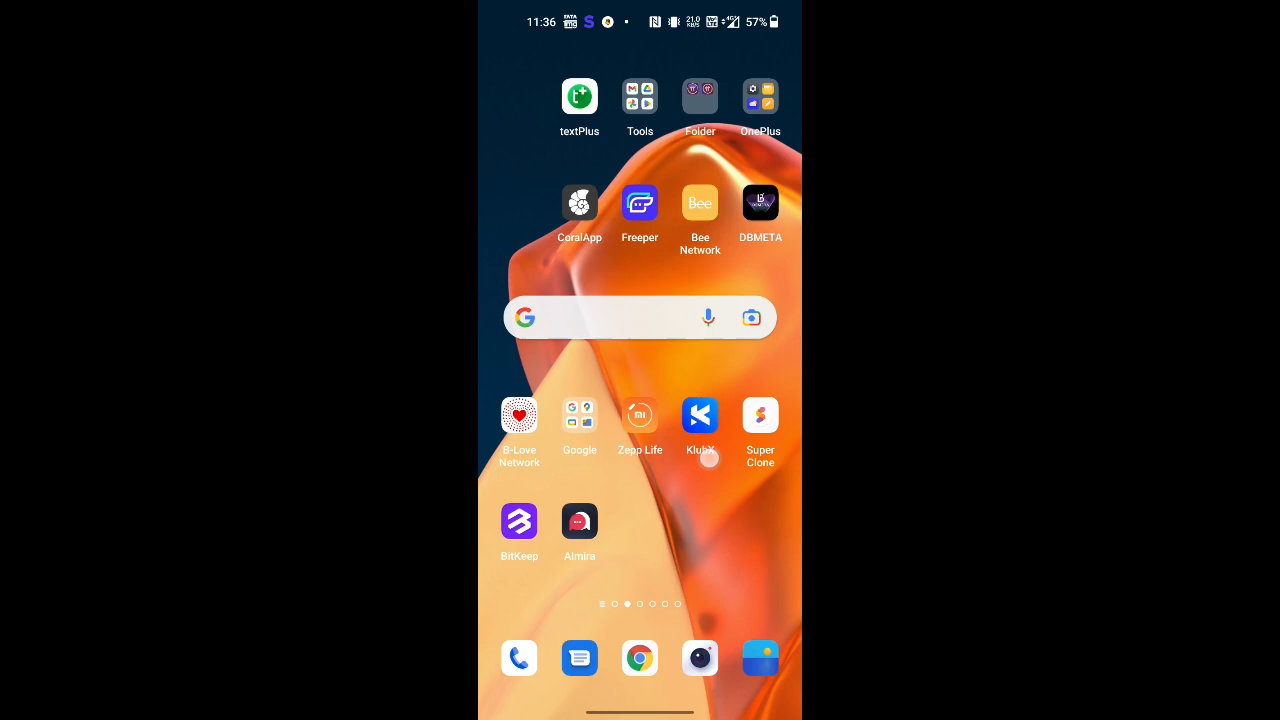 11:36 57%
textPlus Tools Folder OnePlus
CoralApp Freeper Bee DBMETA
Network
B-Love Google Zepp Life KlubX Super
Network Clone
BitKeep Almira